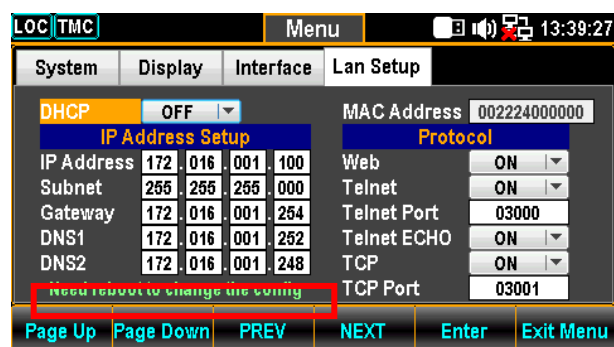 LOC TMC Menu 13:39:27
System Display Interface Lan Setup
DHCP OFF MAC Address 002224000000
IP Address Setup Protocol
IP Address 172 . 016 . 001 . 100 Web ON
Subnet 255 . 255 . 255 . 000 Telnet ON
Gateway 172 . 016 . 001 . 254 Telnet Port 03000
DNS1 172 . 016 . 001 . 252 Telnet ECHO ON
DNS2 172 . 016 . 001 . 248 TCP ON
Need reboot to change the config TCP Port 03001
Page Up Page Down PREV NEXT Enter Exit Menu